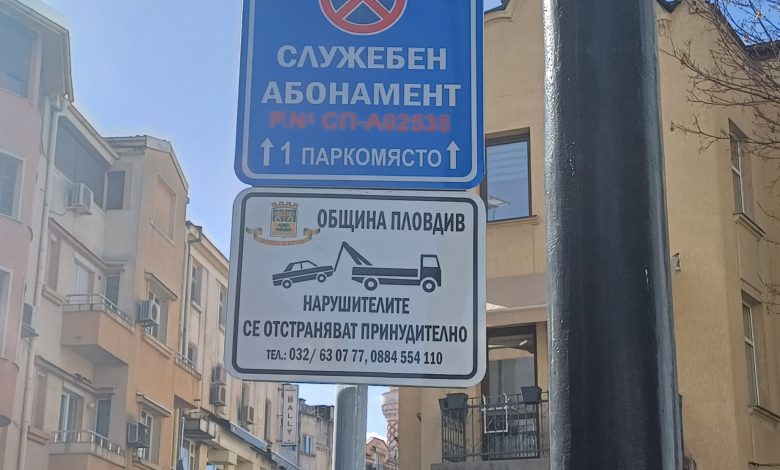 СЛУЖЕБЕН
АБОНАМЕНТ
Р.№ СП-А02535
↑ 1 ПАРКОМЯСТО ↑
ОБЩИНА ПЛОВДИВ
НАРУШИТЕЛИТЕ
СЕ ОТСТРАНЯВАТ ПРИНУДИТЕЛНО
ТЕЛ.: 032/ 63 07 77, 0884 554 110
BALLY